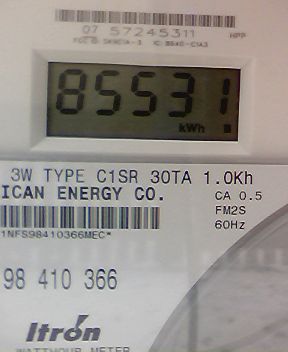 07 57245311 HPP
85531
kWh
3W TYPE C1SR 30TA 1.0Kh
ICAN ENERGY CO. CA 0.5
FM2S
1NFS98410366MEC* 60Hz
98 410 366
Itron
WATTHOUR METER